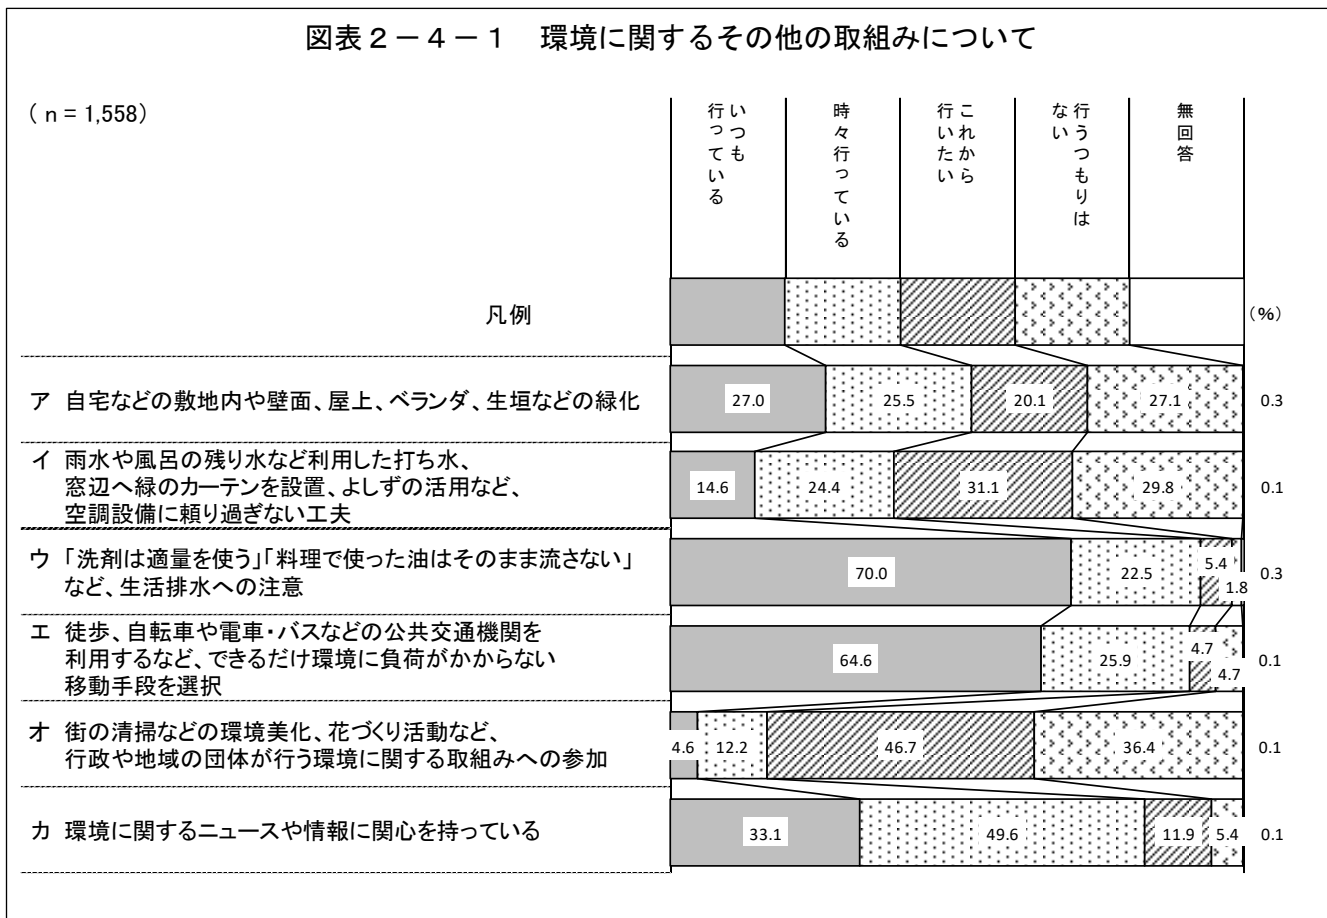 図表２－４－１　環境に関するその他の取組みについて
( n = 1,558)
いつも
行っている
時々行っている
これから
行いたい
行うつもりは
ない
無回答
凡例
(%)
ア 自宅などの敷地内や壁面、屋上、ベランダ、生垣などの緑化
27.0 25.5 20.1 27.1 0.3
イ 雨水や風呂の残り水など利用した打ち水、
窓辺へ緑のカーテンを設置、よしずの活用など、
空調設備に頼り過ぎない工夫
14.6 24.4 31.1 29.8 0.1
ウ 「洗剤は適量を使う」「料理で使った油はそのまま流さない」
など、生活排水への注意
70.0 22.5 5.4 1.8 0.3
エ 徒歩、自転車や電車・バスなどの公共交通機関を
利用するなど、できるだけ環境に負荷がかからない
移動手段を選択
64.6 25.9 4.7 4.7 0.1
オ 街の清掃などの環境美化、花づくり活動など、
行政や地域の団体が行う環境に関する取組みへの参加
4.6 12.2 46.7 36.4 0.1
カ 環境に関するニュースや情報に関心を持っている
33.1 49.6 11.9 5.4 0.1